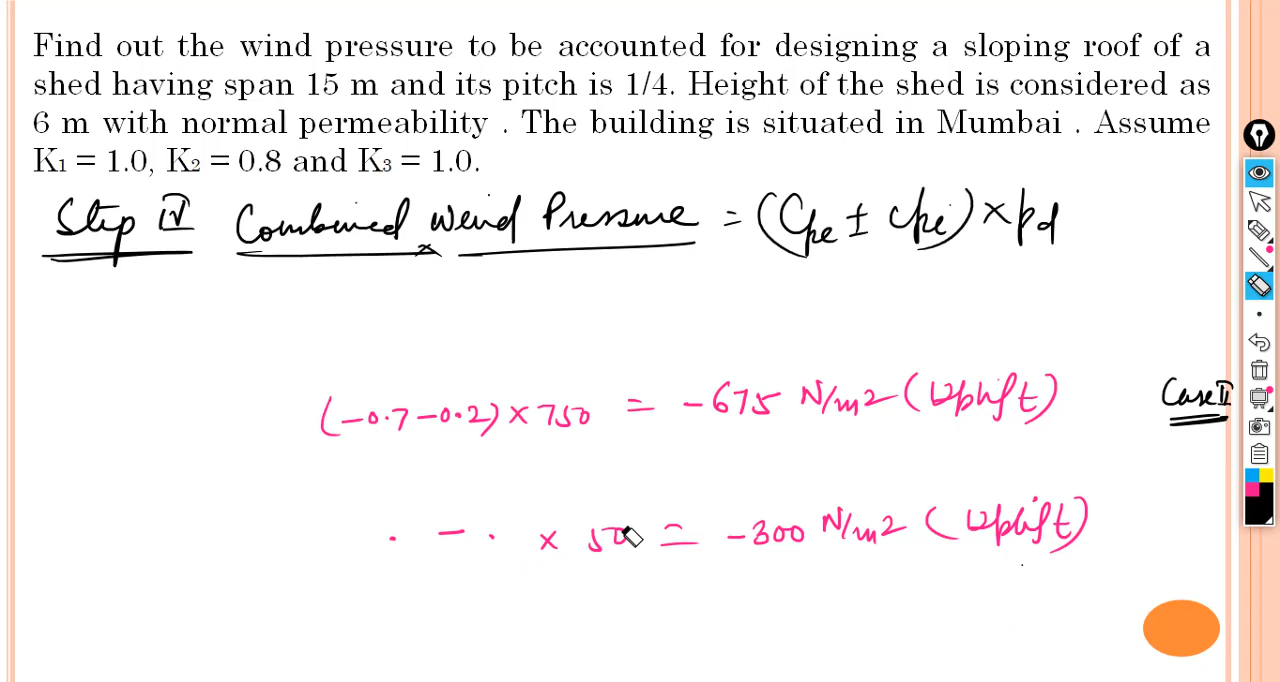 Find out the wind pressure to be accounted for designing a sloping roof of a
shed having span 15 m and its pitch is 1/4. Height of the shed is considered as
6 m with normal permeability . The building is situated in Mumbai . Assume
K1 = 1.0, K2 = 0.8 and K3 = 1.0.
Step IV Combined Wind Pressure = (Cpe ± Cpi) × pd
(-0.7-0.2) × 750 = -675 N/m2 (Uplift)
Case II
. - . × = -300 N/m2 (Uplift)